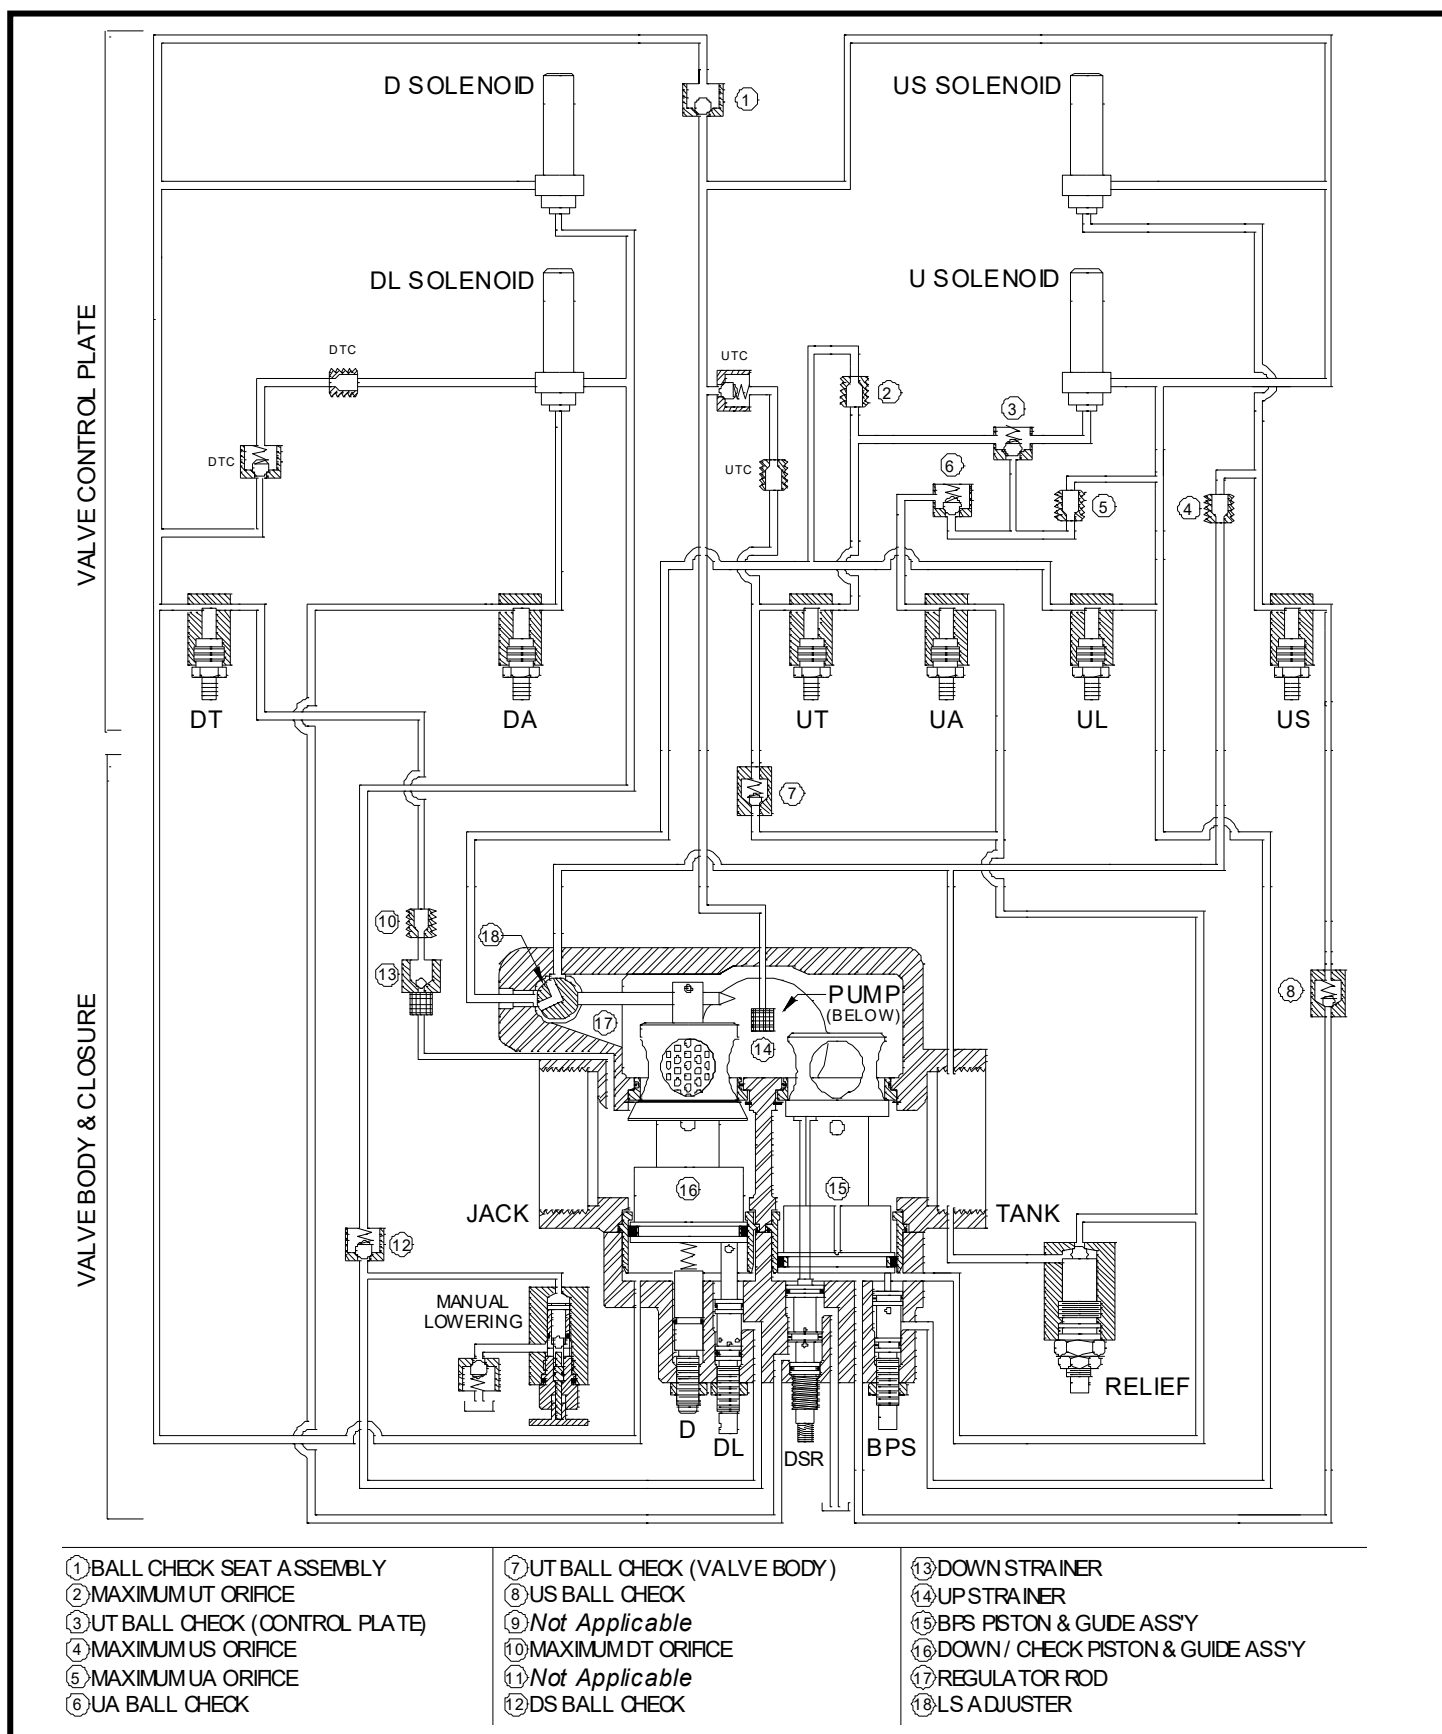 D SOLENOID
1
US SOLENOID
DL SOLENOID
U SOLENOID
VALVE CONTROL PLATE
DTC
UTC
2
3
DTC
UTC
6
5
4
DT
DA
UT
UA
UL
US
7
10
18
13
8
PUMP
(BELOW)
17
14
VALVE BODY & CLOSURE
16
15
JACK
TANK
12
MANUAL
LOWERING
RELIEF
D
DL
DSR
BPS
1 BALL CHECK SEAT ASSEMBLY
2 MAXIMUM UT ORIFICE
3 UT BALL CHECK (CONTROL PLATE)
4 MAXIMUM US ORIFICE
5 MAXIMUM UA ORIFICE
6 UA BALL CHECK
7 UT BALL CHECK (VALVE BODY)
8 US BALL CHECK
9 Not Applicable
10 MAXIMUM DT ORIFICE
11 Not Applicable
12 DS BALL CHECK
13 DOWN STRAINER
14 UP STRAINER
15 BPS PISTON & GUIDE ASS'Y
16 DOWN / CHECK PISTON & GUIDE ASS'Y
17 REGULATOR ROD
18 LS ADJUSTER